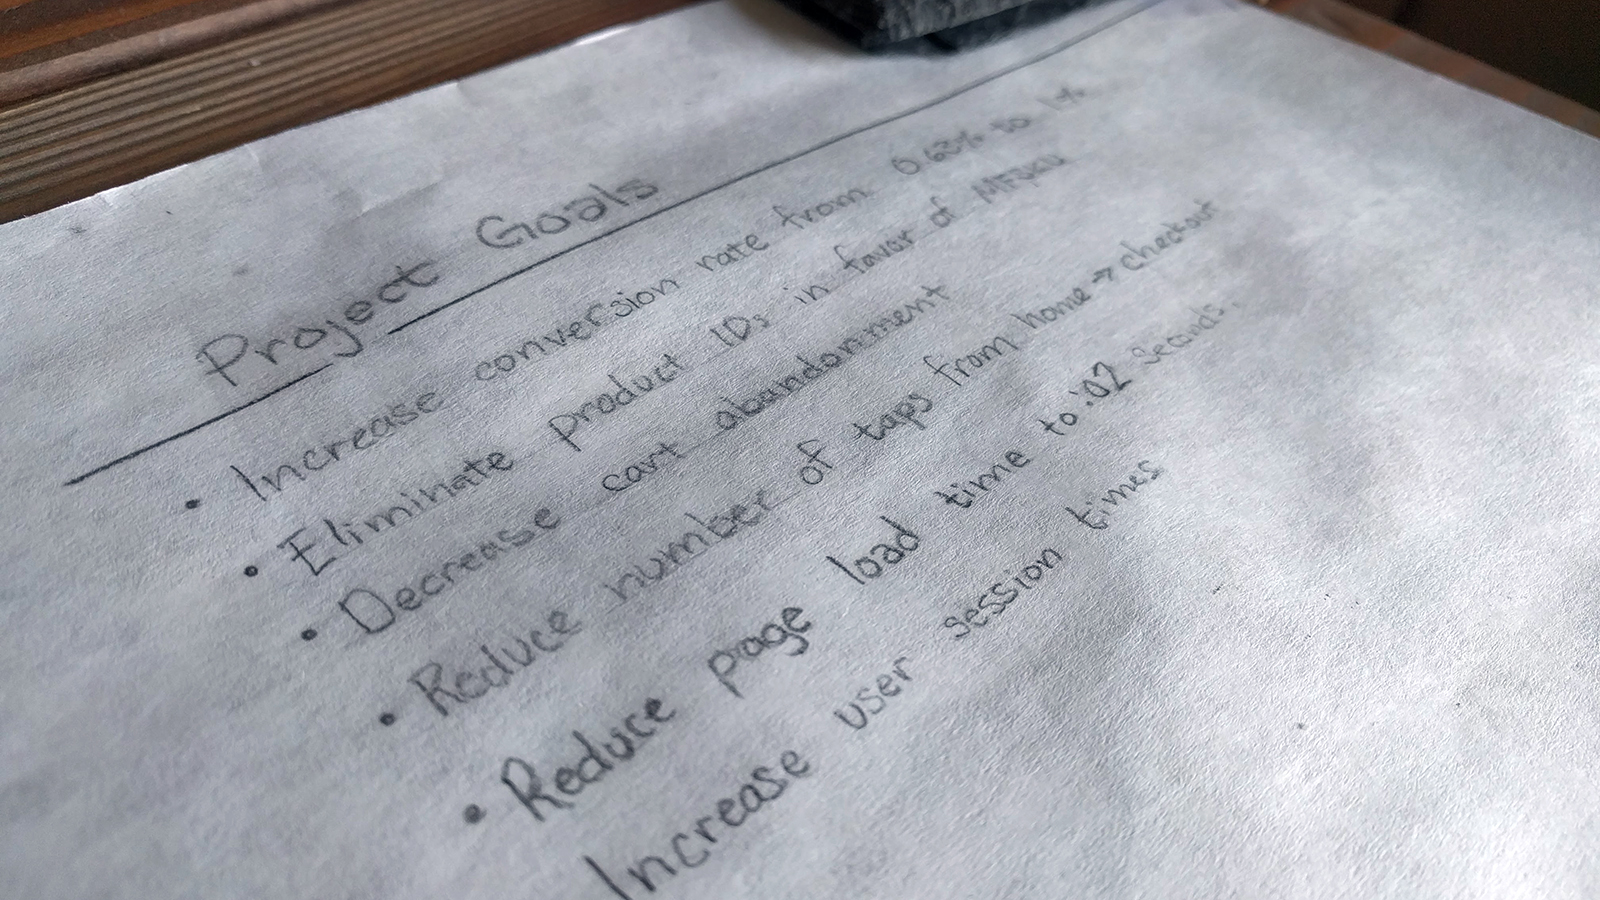 Project Goals
• Increase conversion rate from 0.63% to 1%
• Eliminate product IDs in favor of MFSKU
• Decrease cart abandonment
• Reduce number of taps from home → checkout
• Reduce page load time to :02 seconds.
Increase user session times